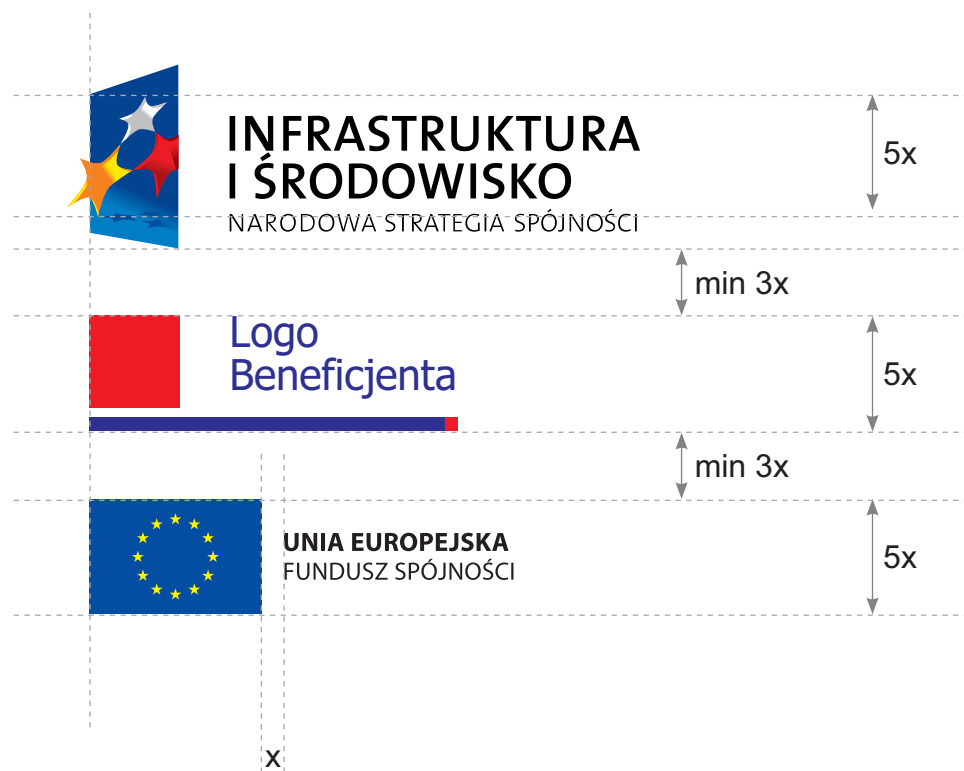 INFRASTRUKTURA
I ŚRODOWISKO
NARODOWA STRATEGIA SPÓJNOŚCI
5x
min 3x
Logo
Beneficjenta
5x
min 3x
UNIA EUROPEJSKA
FUNDUSZ SPÓJNOŚCI
5x
x